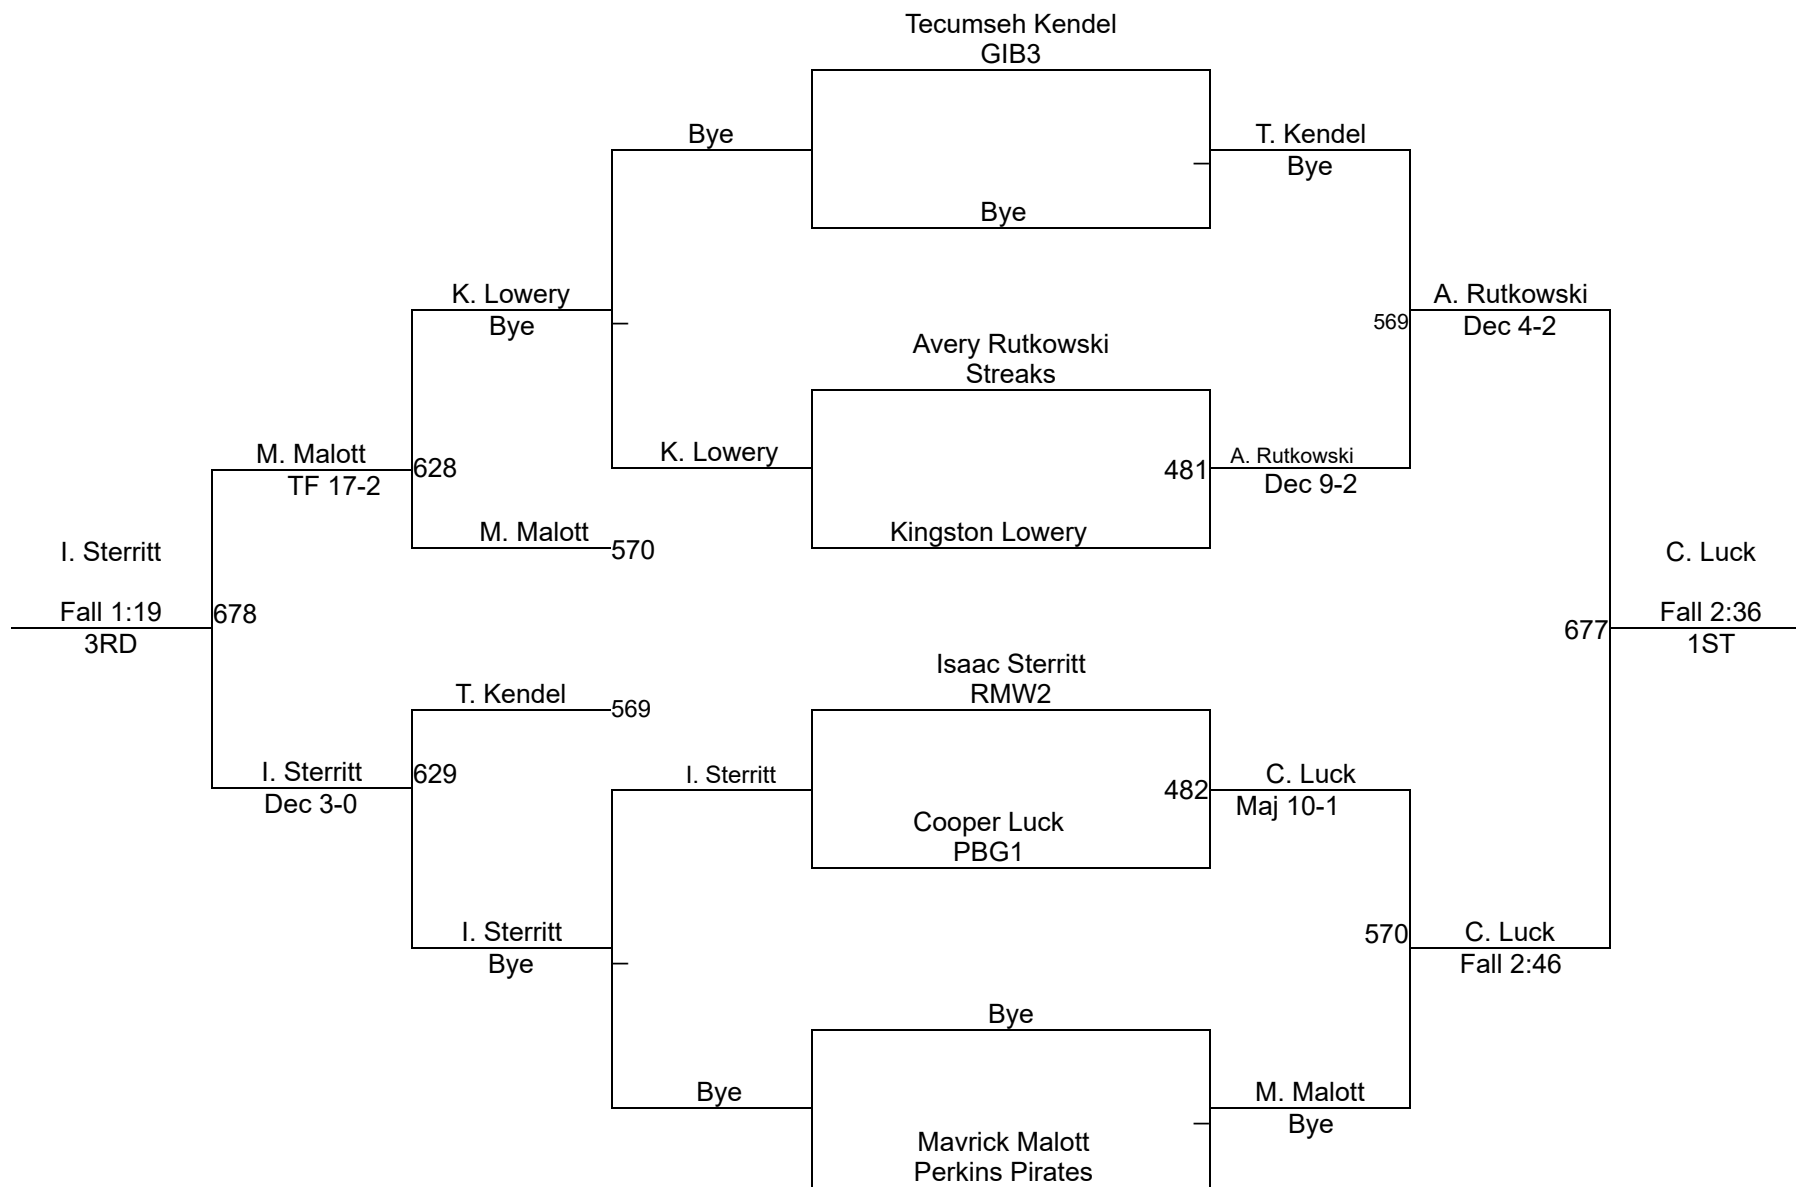 Tecumseh Kendel
GIB3
Bye
T. Kendel
Bye
Bye
K. Lowery
Bye
A. Rutkowski
569
Dec 4-2
Avery Rutkowski
Streaks
M. Malott
TF 17-2
628
K. Lowery
481
A. Rutkowski
Dec 9-2
M. Malott
570
Kingston Lowery
I. Sterritt
C. Luck
Fall 1:19
678
3RD
677
Fall 2:36
1ST
Isaac Sterritt
RMW2
T. Kendel
569
I. Sterritt
629
Dec 3-0
I. Sterritt
482
C. Luck
Maj 10-1
Cooper Luck
PBG1
I. Sterritt
Bye
570
C. Luck
Fall 2:46
Bye
Bye
M. Malott
Bye
Mavrick Malott
Perkins Pirates